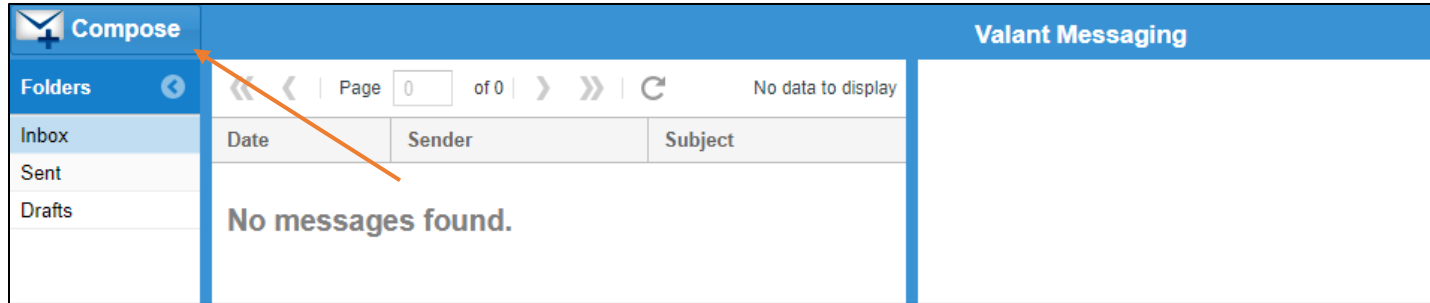 Compose
Valant Messaging
Folders
Page 0 of 0 No data to display
Inbox
Date Sender Subject
Sent
Drafts
No messages found.